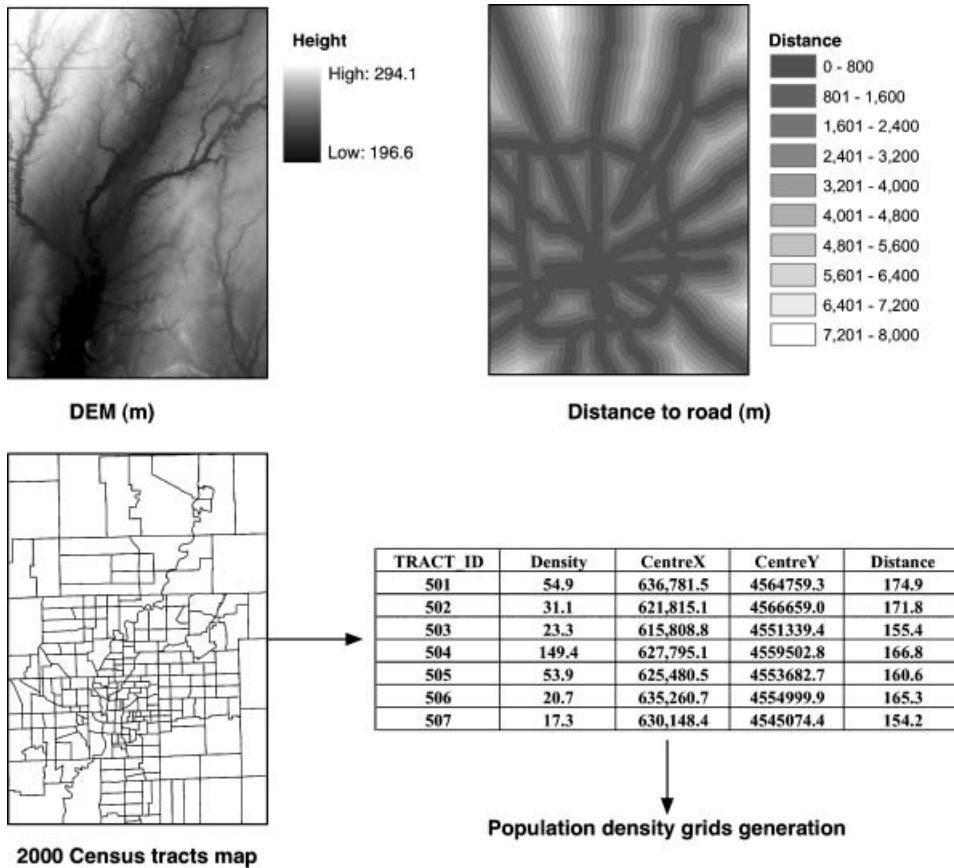 Height
High: 294.1
Low: 196.6
DEM (m)
Distance
0 - 800
801 - 1,600
1,601 - 2,400
2,401 - 3,200
3,201 - 4,000
4,001 - 4,800
4,801 - 5,600
5,601 - 6,400
6,401 - 7,200
7,201 - 8,000
Distance to road (m)
2000 Census tracts map
TRACT_ID Density CentreX CentreY Distance
501 54.9 636,781.5 4564759.3 174.9
502 31.1 621,815.1 4566659.0 171.8
503 23.3 615,808.8 4551339.4 155.4
504 149.4 627,795.1 4559502.8 166.8
505 53.9 625,480.5 4553682.7 160.6
506 20.7 635,260.7 4554999.9 165.3
507 17.3 630,148.4 4545074.4 154.2
Population density grids generation